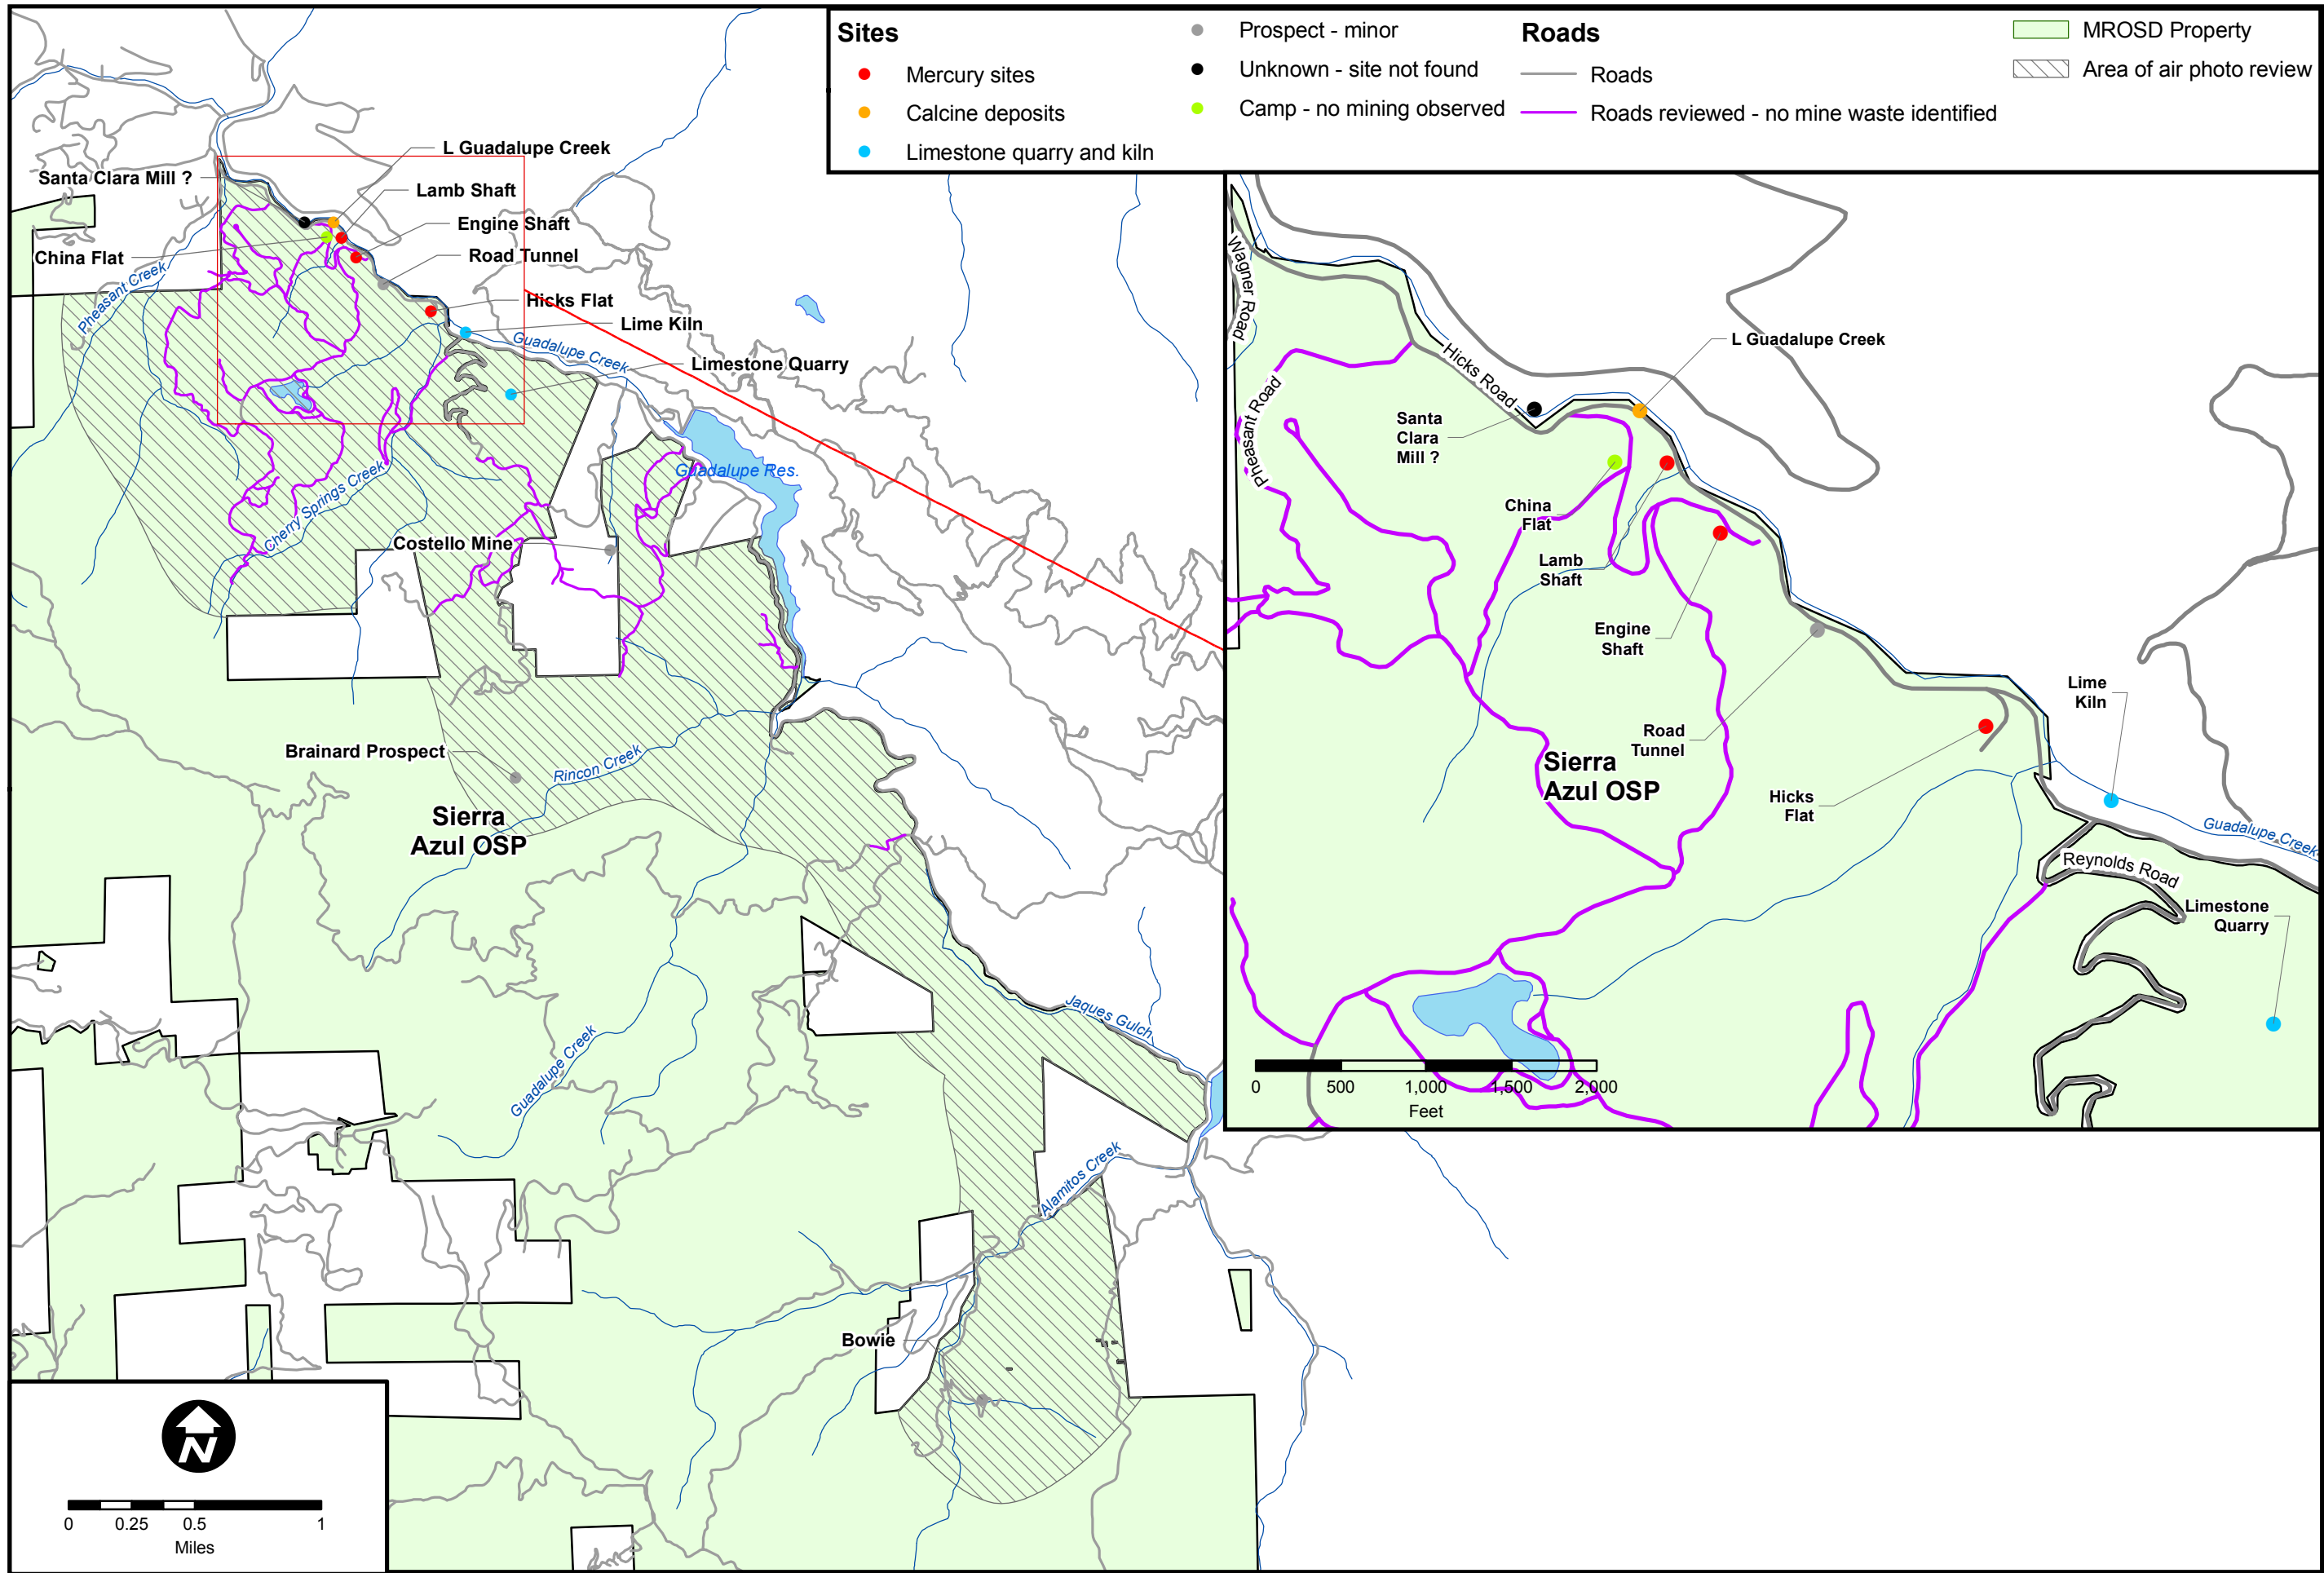 Sites
Mercury sites
Calcine deposits
Limestone quarry and kiln
Prospect - minor
Unknown - site not found
Camp - no mining observed
Roads
Roads
Roads reviewed - no mine waste identified
MROSD Property
Area of air photo review
L Guadalupe Creek
Santa Clara Mill ?
Lamb Shaft
Engine Shaft
China Flat
Road Tunnel
Pheasant Creek
Hicks Flat
Lime Kiln
Guadalupe Creek
Limestone Quarry
Guadalupe Res.
Cherry Springs Creek
Costello Mine
Brainard Prospect
Rincon Creek
Sierra
Azul OSP
Jaques Gulch
Guadalupe Creek
Alamitos Creek
Bowie
N
0 0.25 0.5 1
Miles
Wagner Road
Hicks Road
L Guadalupe Creek
Pheasant Road
Santa
Clara
Mill ?
China
Flat
Lamb
Shaft
Engine
Shaft
Road
Tunnel
Sierra
Azul OSP
Hicks
Flat
Lime
Kiln
Guadalupe Creek
Reynolds Road
Limestone
Quarry
0 500 1,000 1,500 2,000
Feet